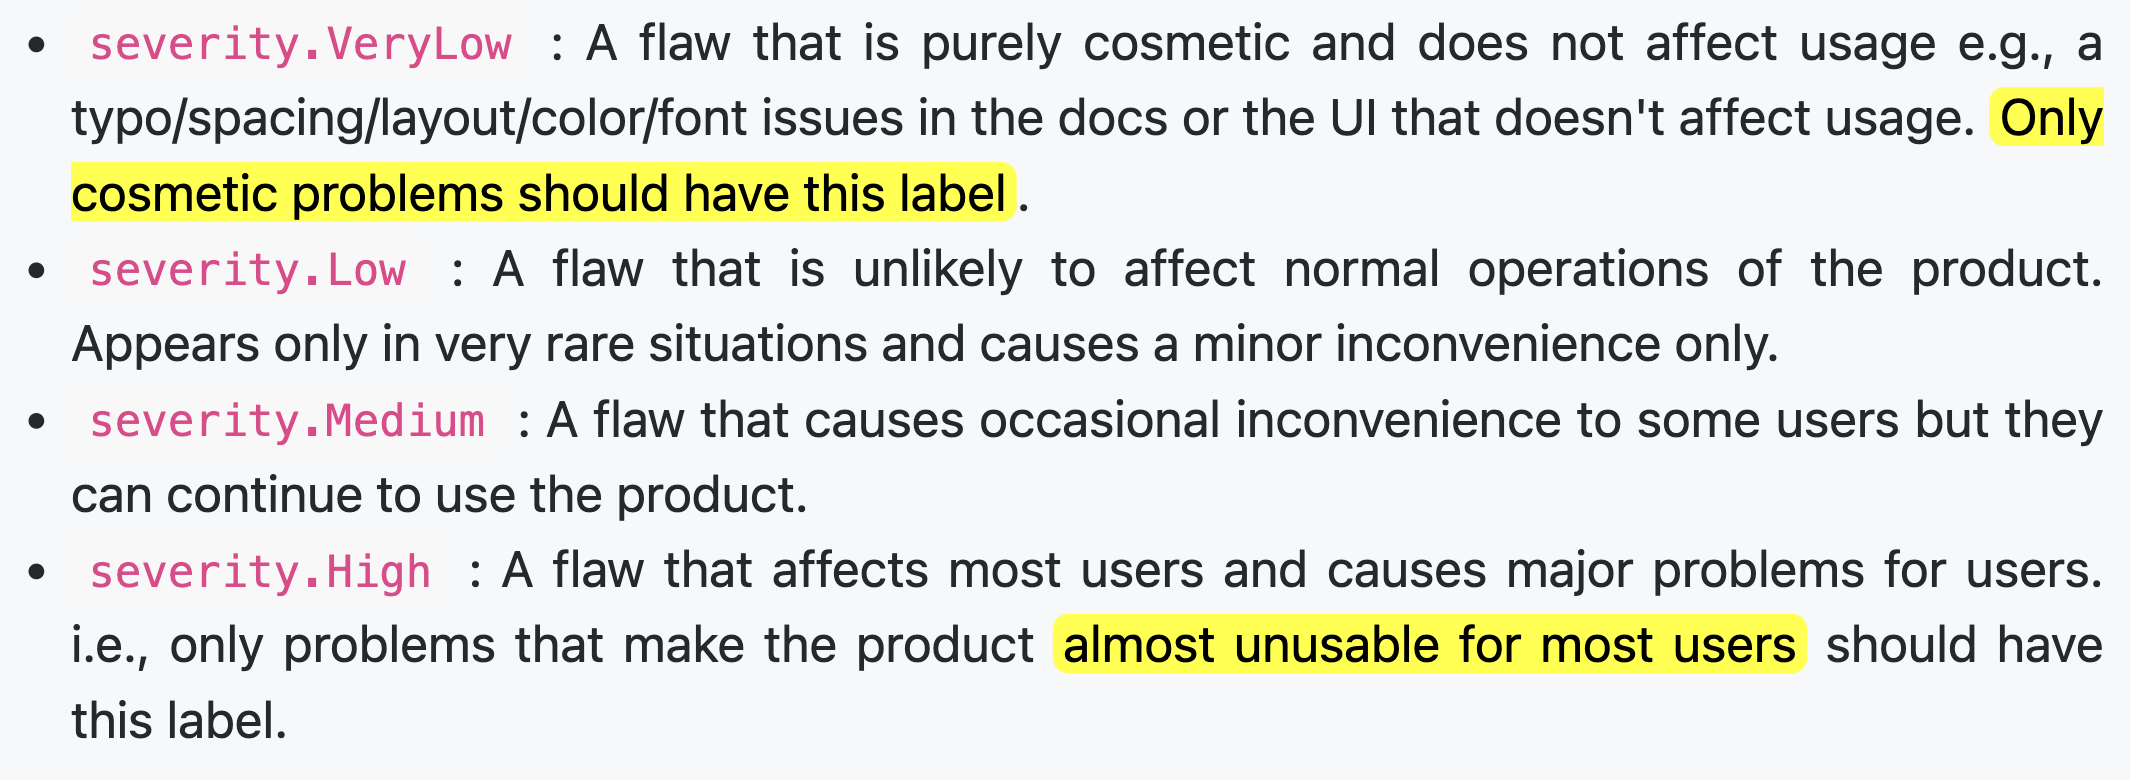 • severity.VeryLow : A flaw that is purely cosmetic and does not affect usage e.g., a
typo/spacing/layout/color/font issues in the docs or the UI that doesn't affect usage. Only
cosmetic problems should have this label.
• severity.Low : A flaw that is unlikely to affect normal operations of the product.
Appears only in very rare situations and causes a minor inconvenience only.
• severity.Medium : A flaw that causes occasional inconvenience to some users but they
can continue to use the product.
• severity.High : A flaw that affects most users and causes major problems for users.
i.e., only problems that make the product almost unusable for most users should have
this label.